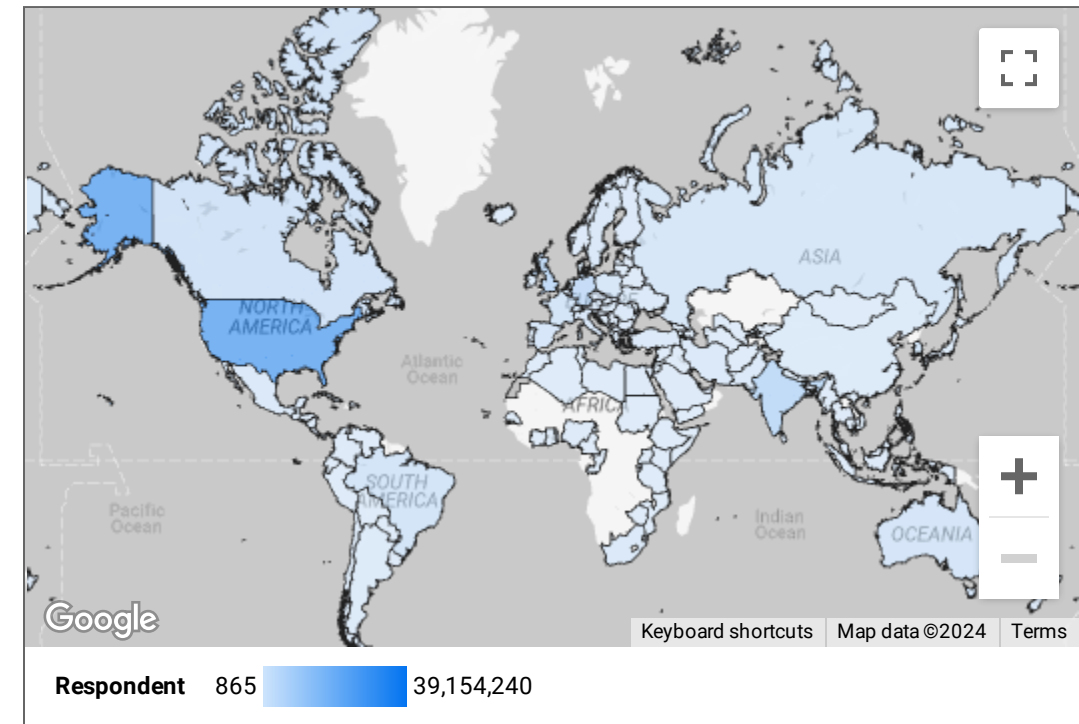 ASIA
NORTH
AMERICA
EUROPE
Atlantic
Ocean
AFRICA
SOUTH
AMERICA
Pacific
Ocean
Indian
Ocean
OCEANIA
Google
Keyboard shortcuts
Map data ©2024
Terms
Respondent 865 39,154,240